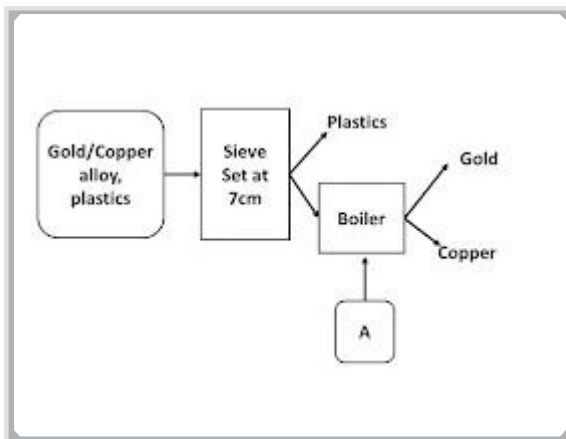 Gold/Copper
alloy,
plastics
Sieve
Set at
7cm
Plastics
Boiler
Gold
Copper
A